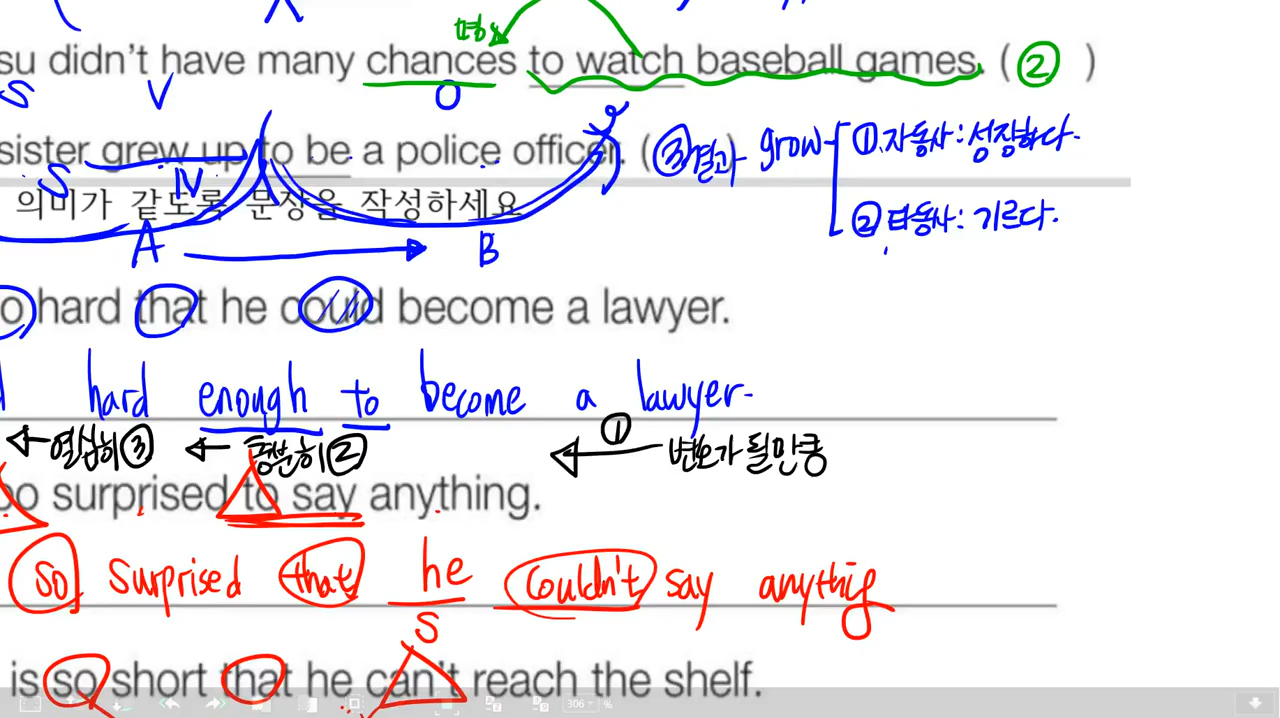 명
su didn't have many chances to watch baseball games. ( ② )
S V O
sister grew up to be a police officer. ( ③결과 grow ①자동사 : 성장하다.
S V
의미가 같도록 문장을 작성하세요
②타동사 : 기르다.
A B
o hard that he could become a lawyer.
d hard enough to become a lawyer.
열심히③ 충분히② ① 변호가 될만큼
oo surprised to say anything.
so surprised that he couldn't say anything
S
is so short that he can't reach the shelf.
306 %